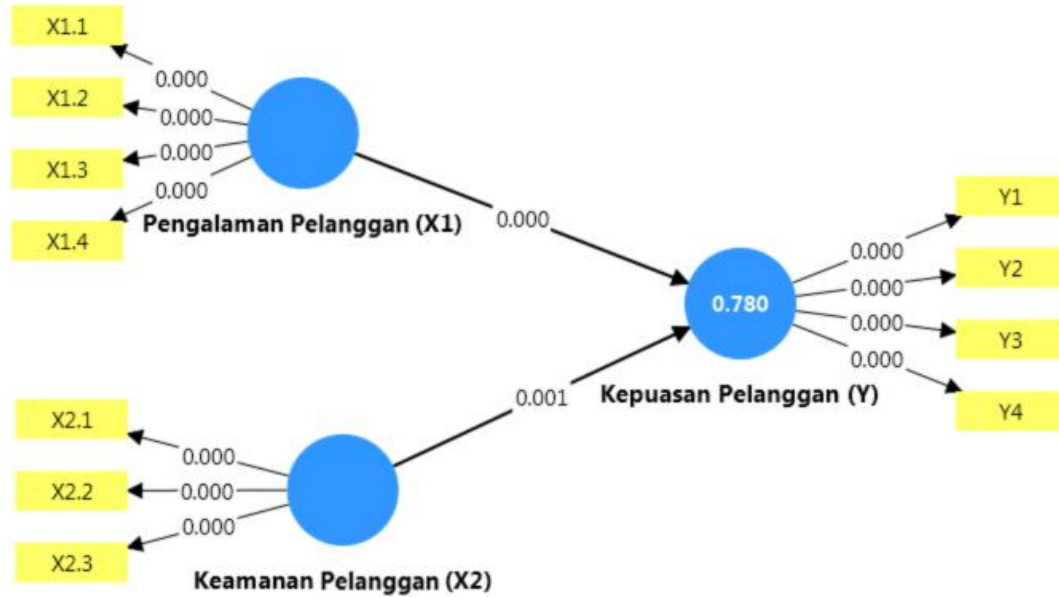 X1.1
0.000
X1.2
0.000
X1.3
0.000
X1.4
0.000
Pengalaman Pelanggan (X1)
0.000
X2.1
0.000
X2.2
0.000
X2.3
0.000
Keamanan Pelanggan (X2)
0.001
0.780
Kepuasan Pelanggan (Y)
Y1
0.000
Y2
0.000
Y3
0.000
Y4
0.000